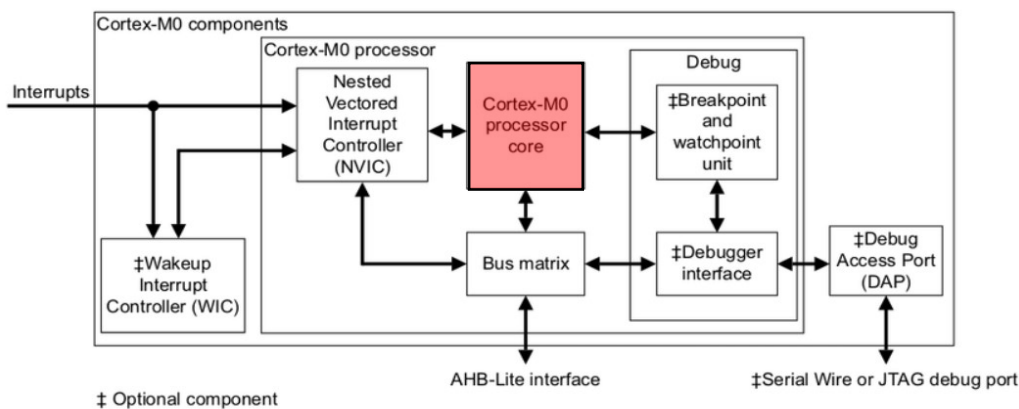 Cortex-M0 components
Cortex-M0 processor
Interrupts
Nested
Vectored
Interrupt
Controller
(NVIC)
Cortex-M0
processor
core
Debug
‡Breakpoint
and
watchpoint
unit
‡Wakeup
Interrupt
Controller (WIC)
Bus matrix
‡Debugger
interface
‡Debug
Access Port
(DAP)
AHB-Lite interface
‡Serial Wire or JTAG debug port
‡ Optional component